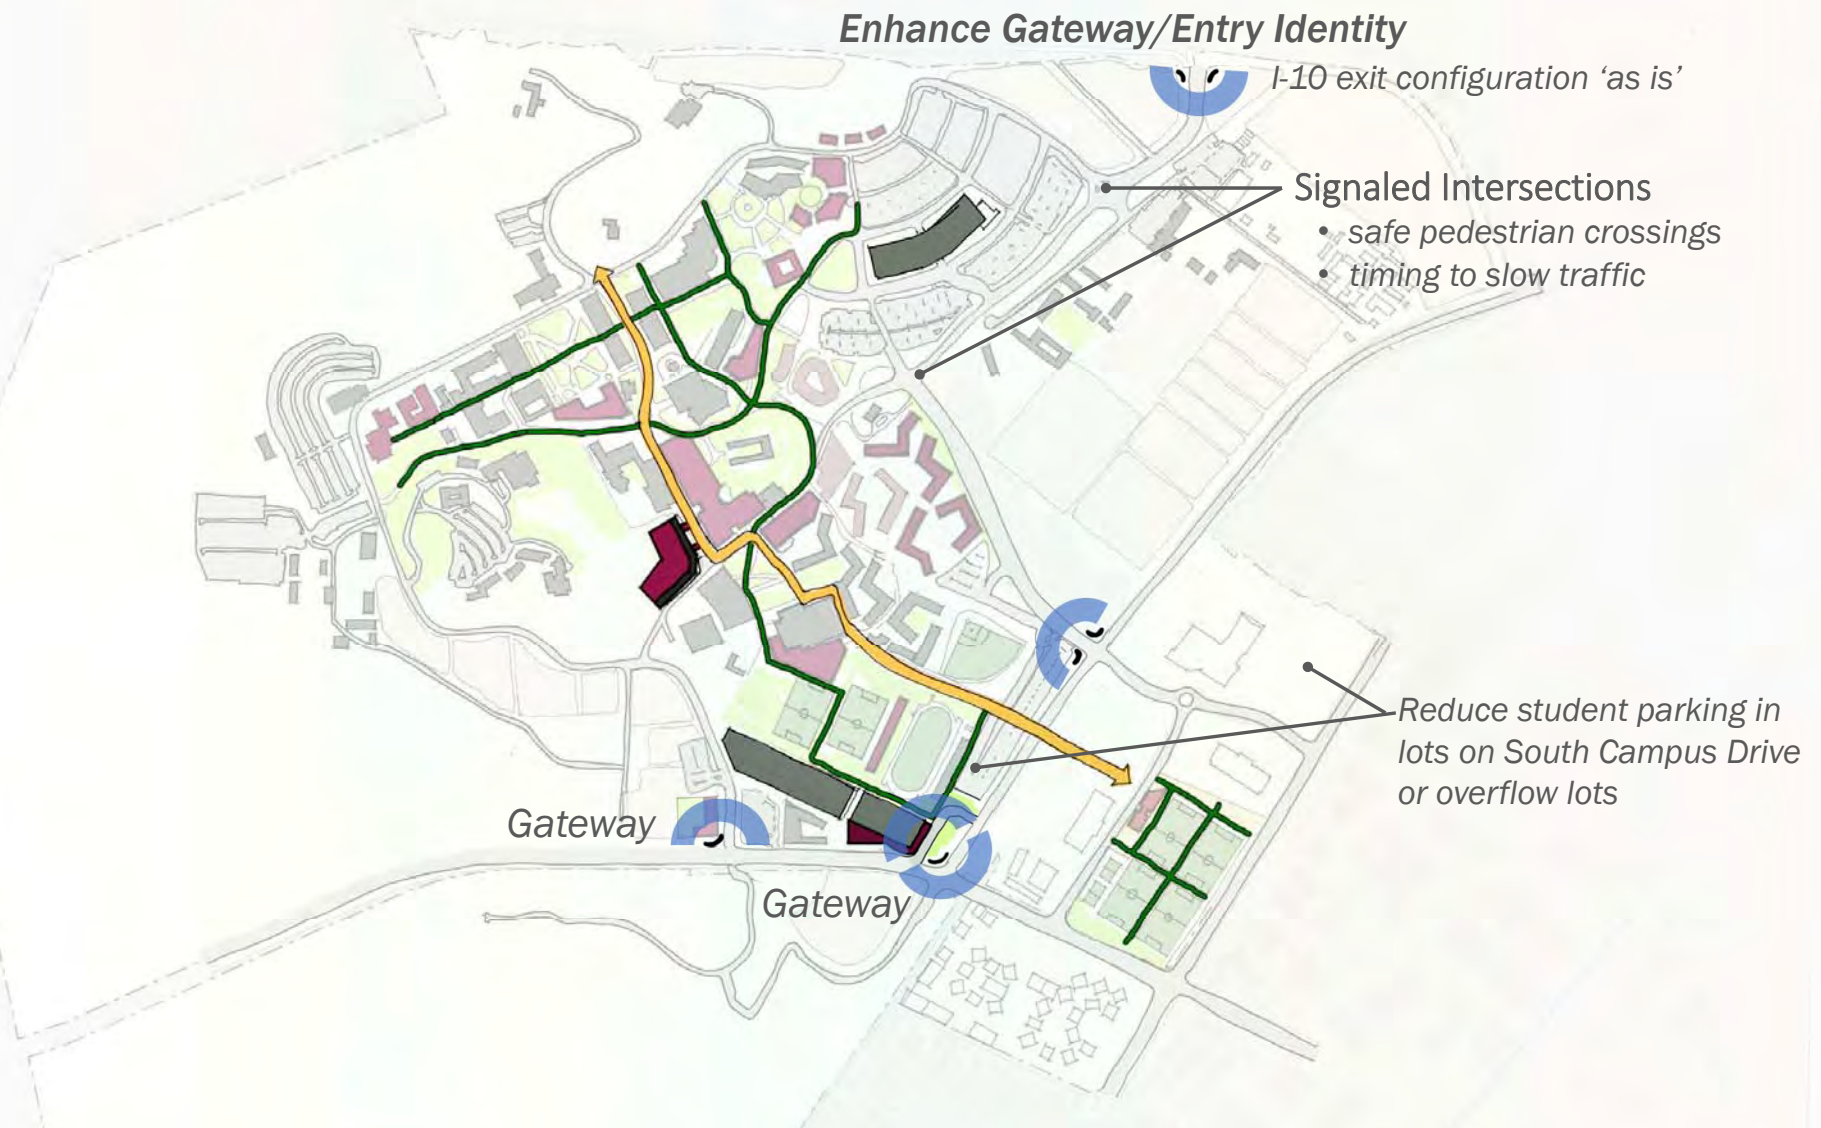 Enhance Gateway/Entry Identity
I-10 exit configuration ‘as is’
Signaled Intersections
• safe pedestrian crossings
• timing to slow traffic
Reduce student parking in
lots on South Campus Drive
or overflow lots
Gateway
Gateway